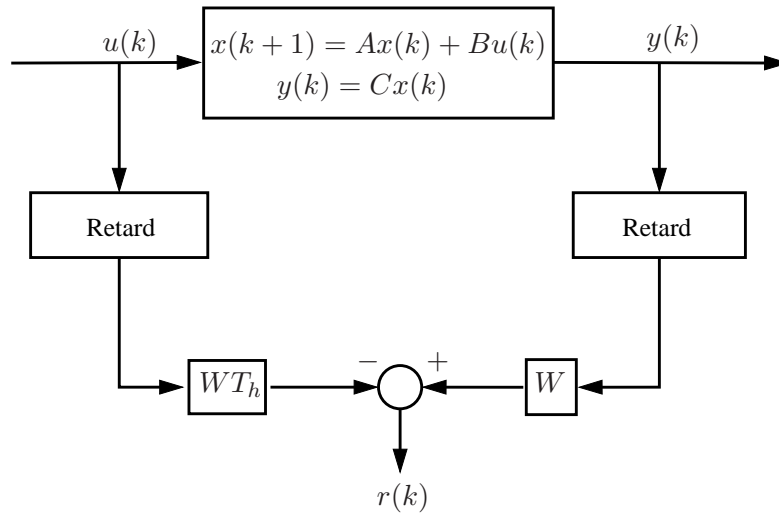 u(k)
x(k + 1) = Ax(k) + Bu(k)
y(k) = Cx(k)
y(k)
Retard
Retard
− +
WT_h
W
r(k)